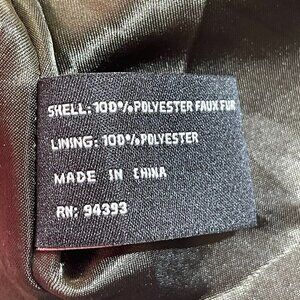 SHELL: 100% POLYESTER FAUX FUR
LINING: 100% POLYESTER
MADE IN CHINA
RN: 94393